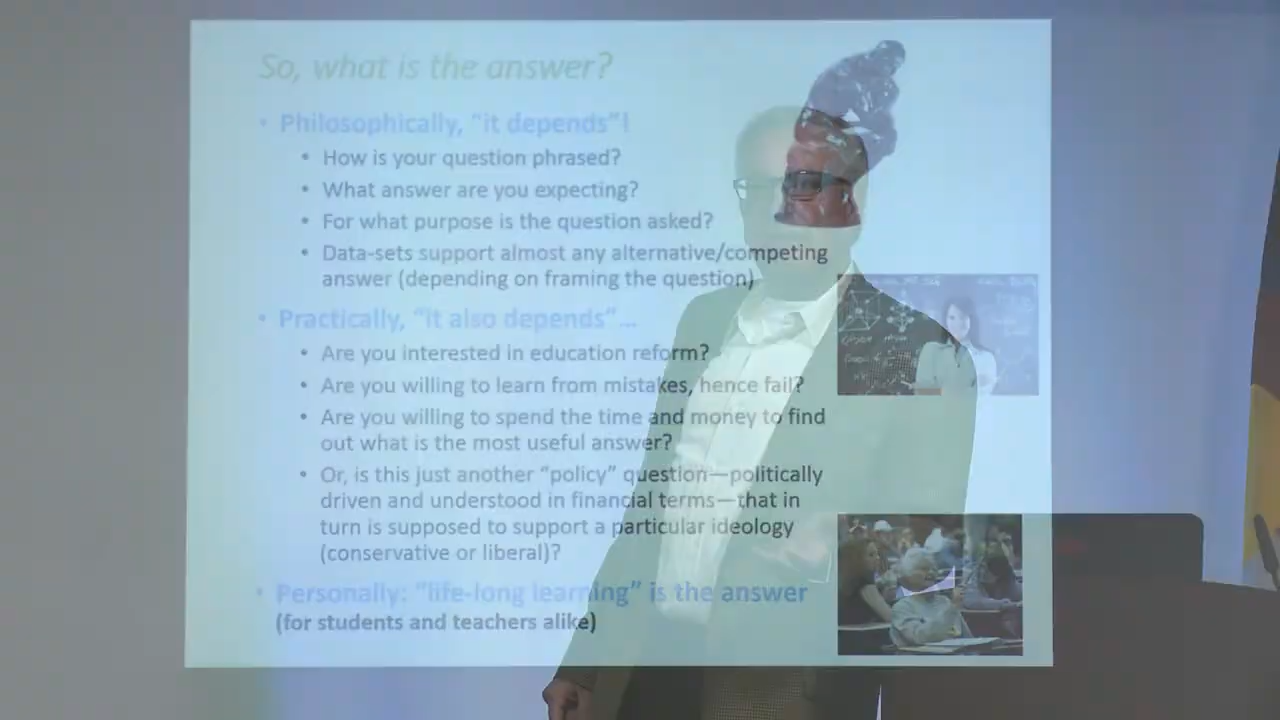 So, what is the answer?
• Philosophically, “it depends”!
• How is your question phrased?
• What answer are you expecting?
• For what purpose is the question asked?
• Data-sets support almost any alternative/competing
answer (depending on framing the question)
• Practically, “it also depends”…
• Are you interested in education reform?
• Are you willing to learn from mistakes, hence fail?
• Are you willing to spend the time and money to find
out what is the most useful answer?
• Or, is this just another “policy” question—politically
driven and understood in financial terms—that in
turn is supposed to support a particular ideology
(conservative or liberal)?
• Personally: “life-long learning” is the answer
(for students and teachers alike)